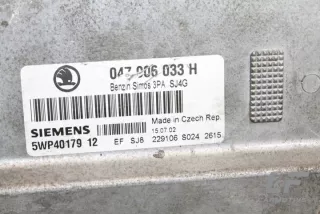 047 906 033 H
Benzin Simos 3PA SJ4G
SIEMENS
Made in Czech Rep.
15.07.02
5WP40179 12
EF SJ8 229106 S024 2615